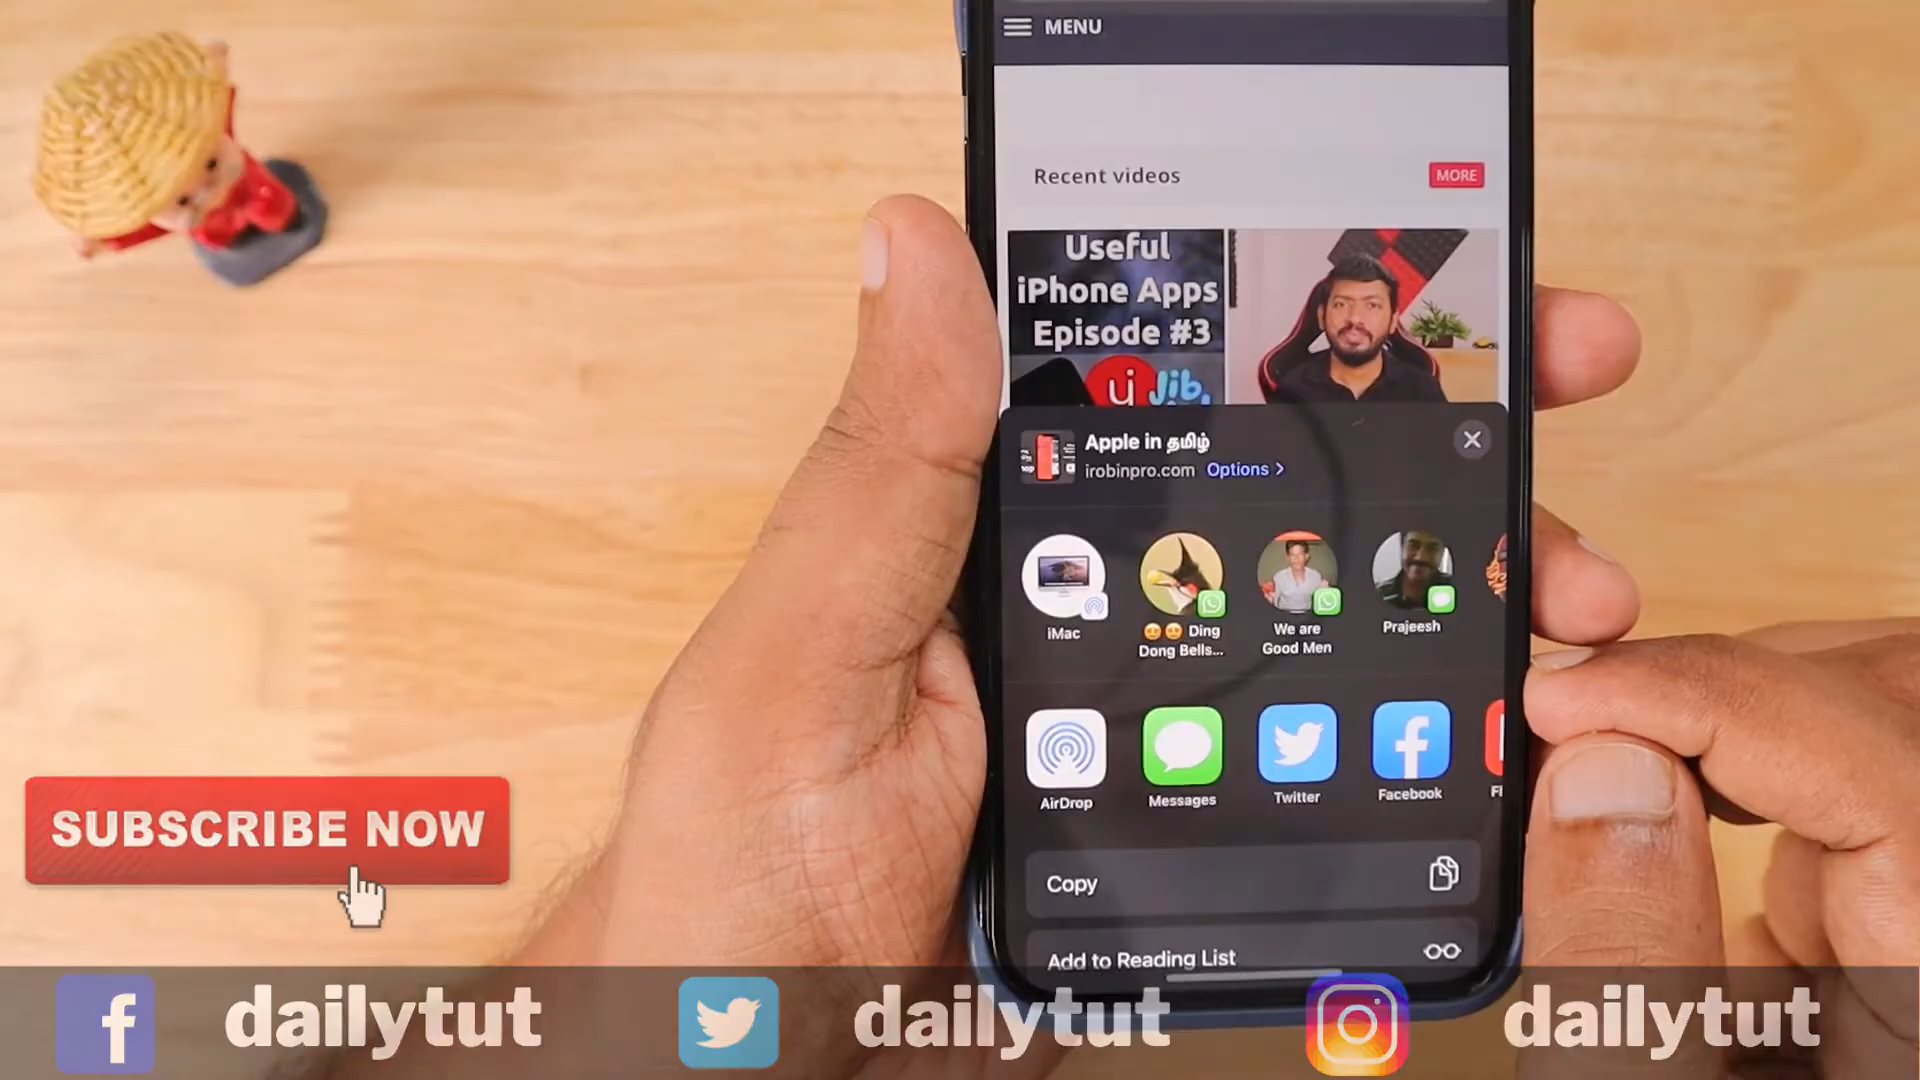 MENU
Recent videos
MORE
Useful
iPhone Apps
Episode #3
Jib
Apple in தமிழ்
irobinpro.com Options >
iMac
😍😍 Ding
Dong Bells...
We are
Good Men
Prajeesh
AirDrop
Messages
Twitter
Facebook
Copy
Add to Reading List
SUBSCRIBE NOW
dailytut
dailytut
dailytut